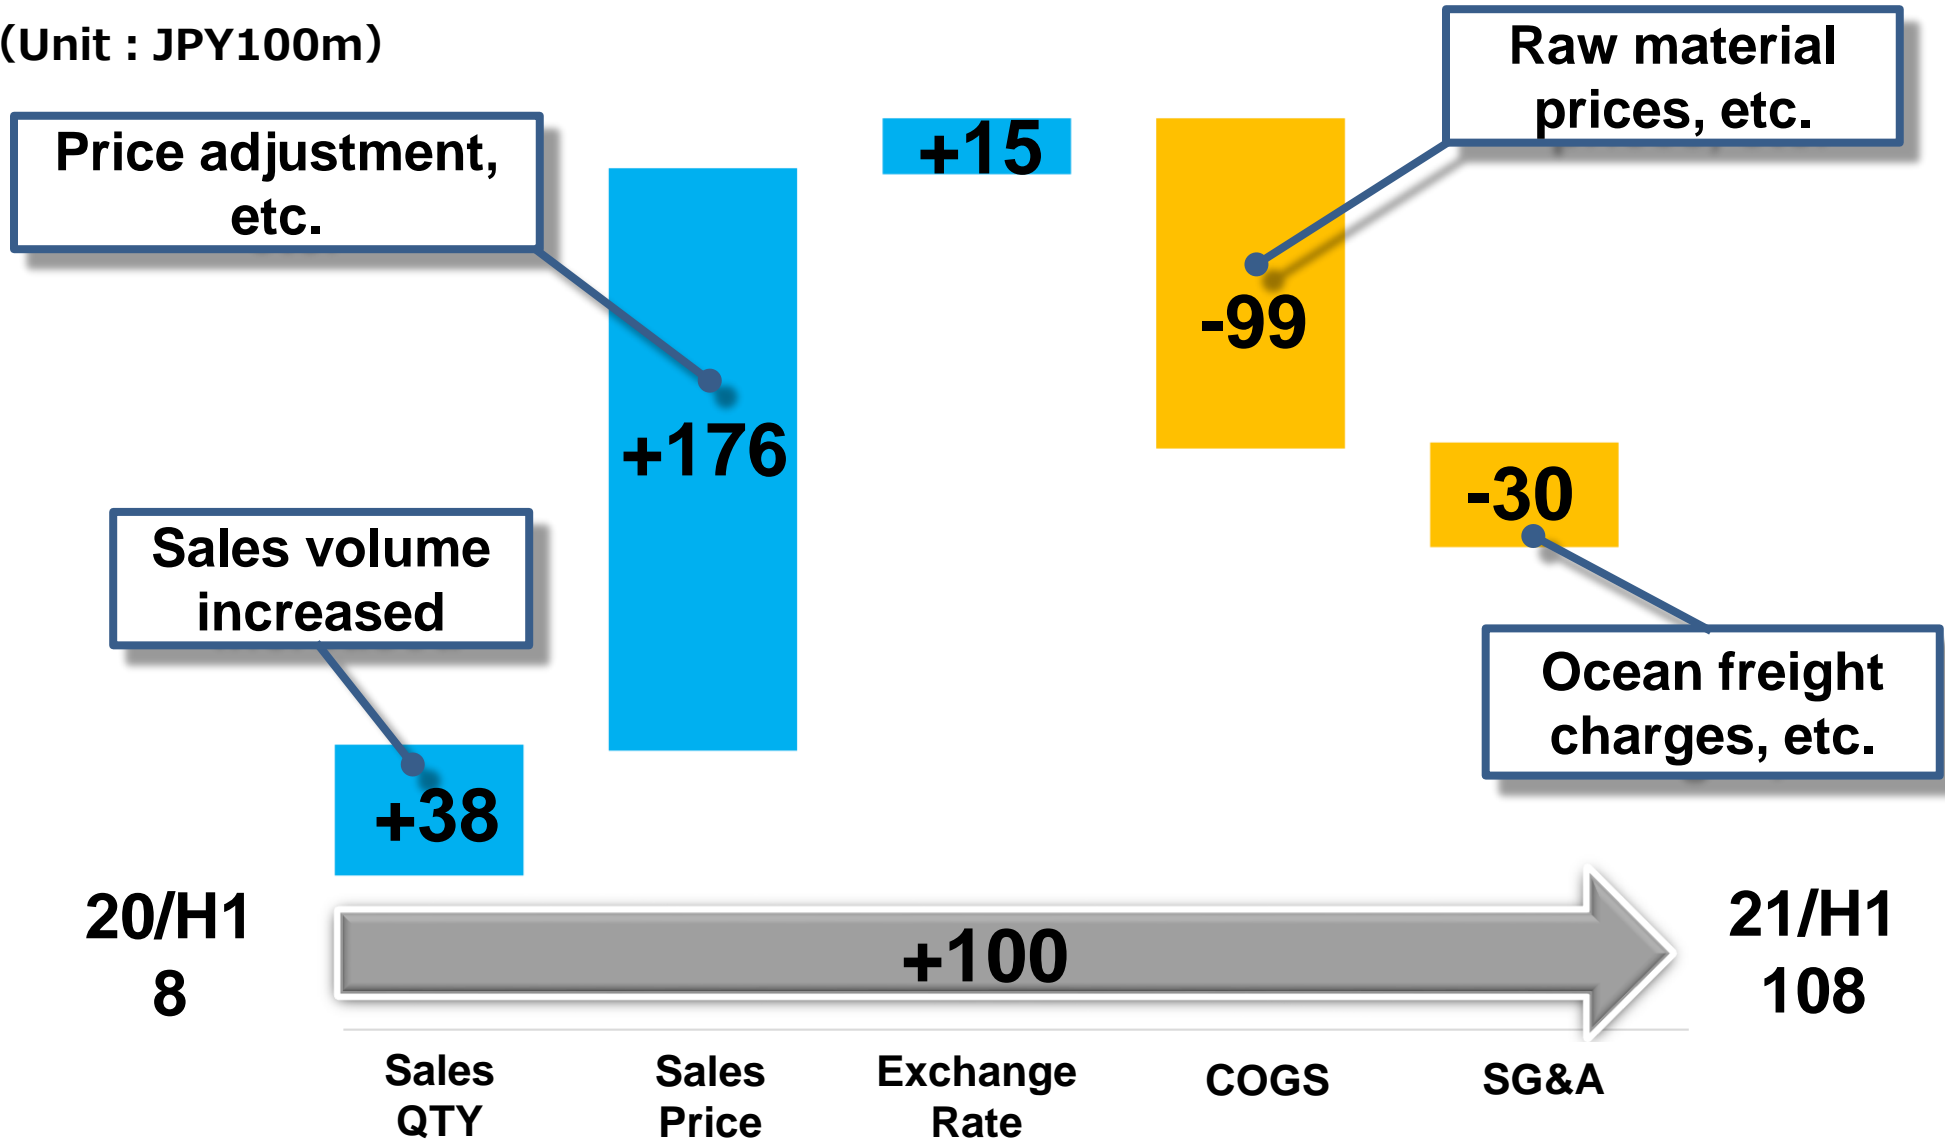 (Unit : JPY100m)
Raw material
prices, etc.
Price adjustment,
etc.
+15
-99
+176
-30
Sales volume
increased
Ocean freight
charges, etc.
+38
20/H1
8
+100
21/H1
108
Sales
QTY
Sales
Price
Exchange
Rate
COGS
SG&A